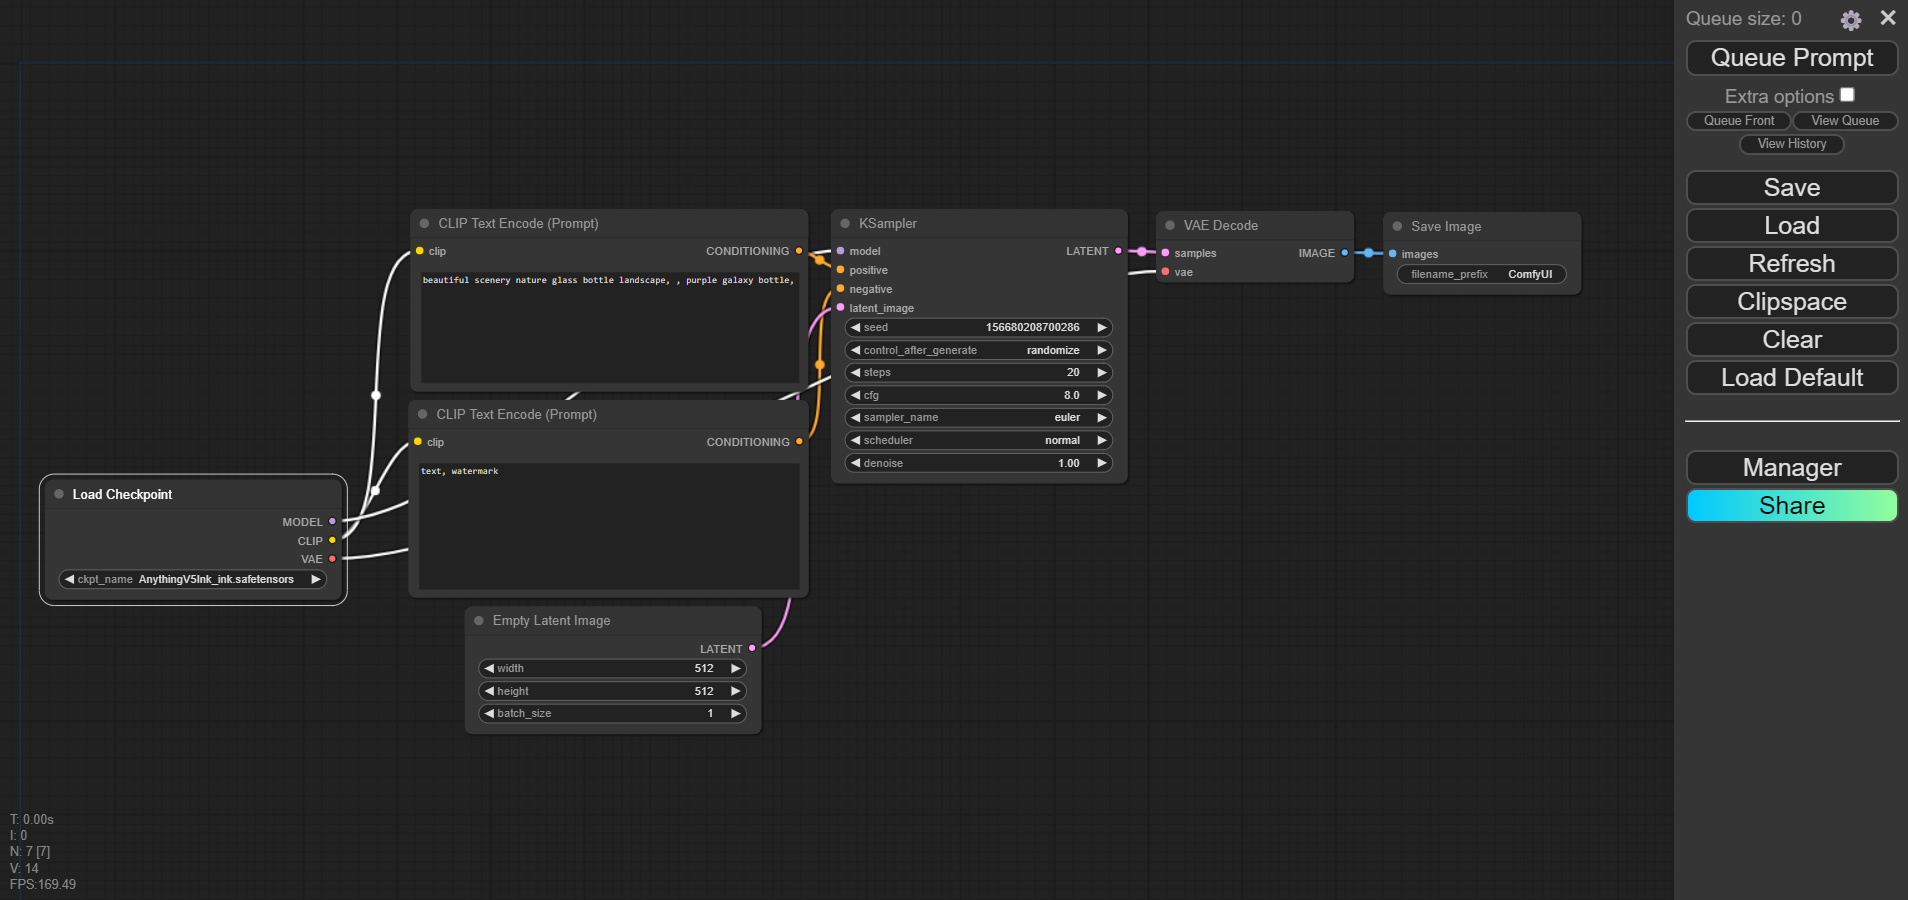 Queue size: 0
Queue Prompt
Extra options
Queue Front
View Queue
View History
Save
Load
Refresh
Clipspace
Clear
Load Default
Manager
Share
CLIP Text Encode (Prompt)
clip
CONDITIONING
beautiful scenery nature glass bottle landscape, , purple galaxy bottle,
CLIP Text Encode (Prompt)
clip
CONDITIONING
text, watermark
Load Checkpoint
MODEL
CLIP
VAE
ckpt_name AnythingV5Ink_ink.safetensors
Empty Latent Image
LATENT
width 512
height 512
batch_size 1
KSampler
model
LATENT
positive
negative
latent_image
seed 156680208700286
control_after_generate randomize
steps 20
cfg 8.0
sampler_name euler
scheduler normal
denoise 1.00
VAE Decode
samples
IMAGE
vae
Save Image
images
filename_prefix ComfyUI
T: 0.00s
I: 0
N: 7 [7]
V: 14
FPS:169.49